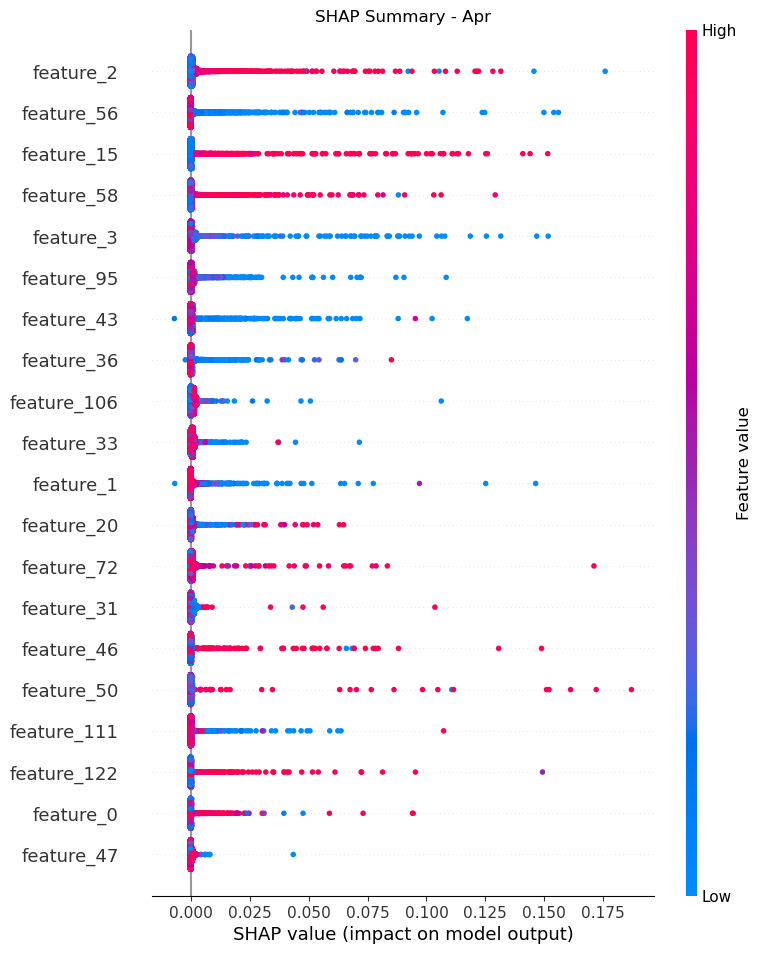 SHAP Summary - Apr
High
feature_2
feature_56
feature_15
feature_58
feature_3
feature_95
feature_43
feature_36
feature_106
feature_33
feature_1
feature_20
feature_72
feature_31
feature_46
feature_50
feature_111
feature_122
feature_0
feature_47
Feature value
Low
0.000 0.025 0.050 0.075 0.100 0.125 0.150 0.175
SHAP value (impact on model output)